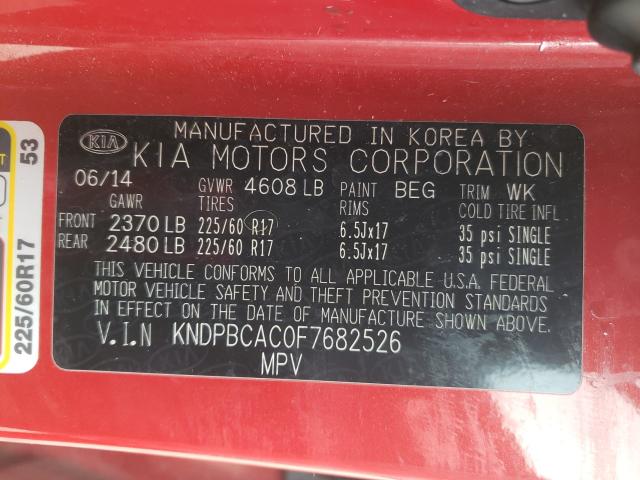 MANUFACTURED IN KOREA BY
KIA KIA MOTORS CORPORATION
06/14 GVWR 4608 LB PAINT BEG TRIM WK
GAWR TIRES RIMS COLD TIRE INFL
FRONT 2370 LB 225/60 R17 6.5Jx17 35 psi SINGLE
REAR 2480 LB 225/60 R17 6.5Jx17 35 psi SINGLE
THIS VEHICLE CONFORMS TO ALL APPLICABLE U.S.A. FEDERAL
MOTOR VEHICLE SAFETY AND THEFT PREVENTION STANDARDS
IN EFFECT ON THE DATE OF MANUFACTURE SHOWN ABOVE.
V.I.N KNDPBCAC0F7682526
MPV
225/60R17 53